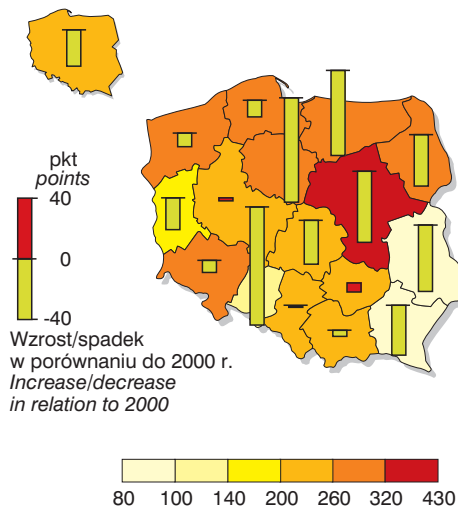 pkt
points
40
0
-40
Wzrost/spadek
w porównaniu do 2000 r.
Increase/decrease
in relation to 2000
80 100 140 200 260 320 430